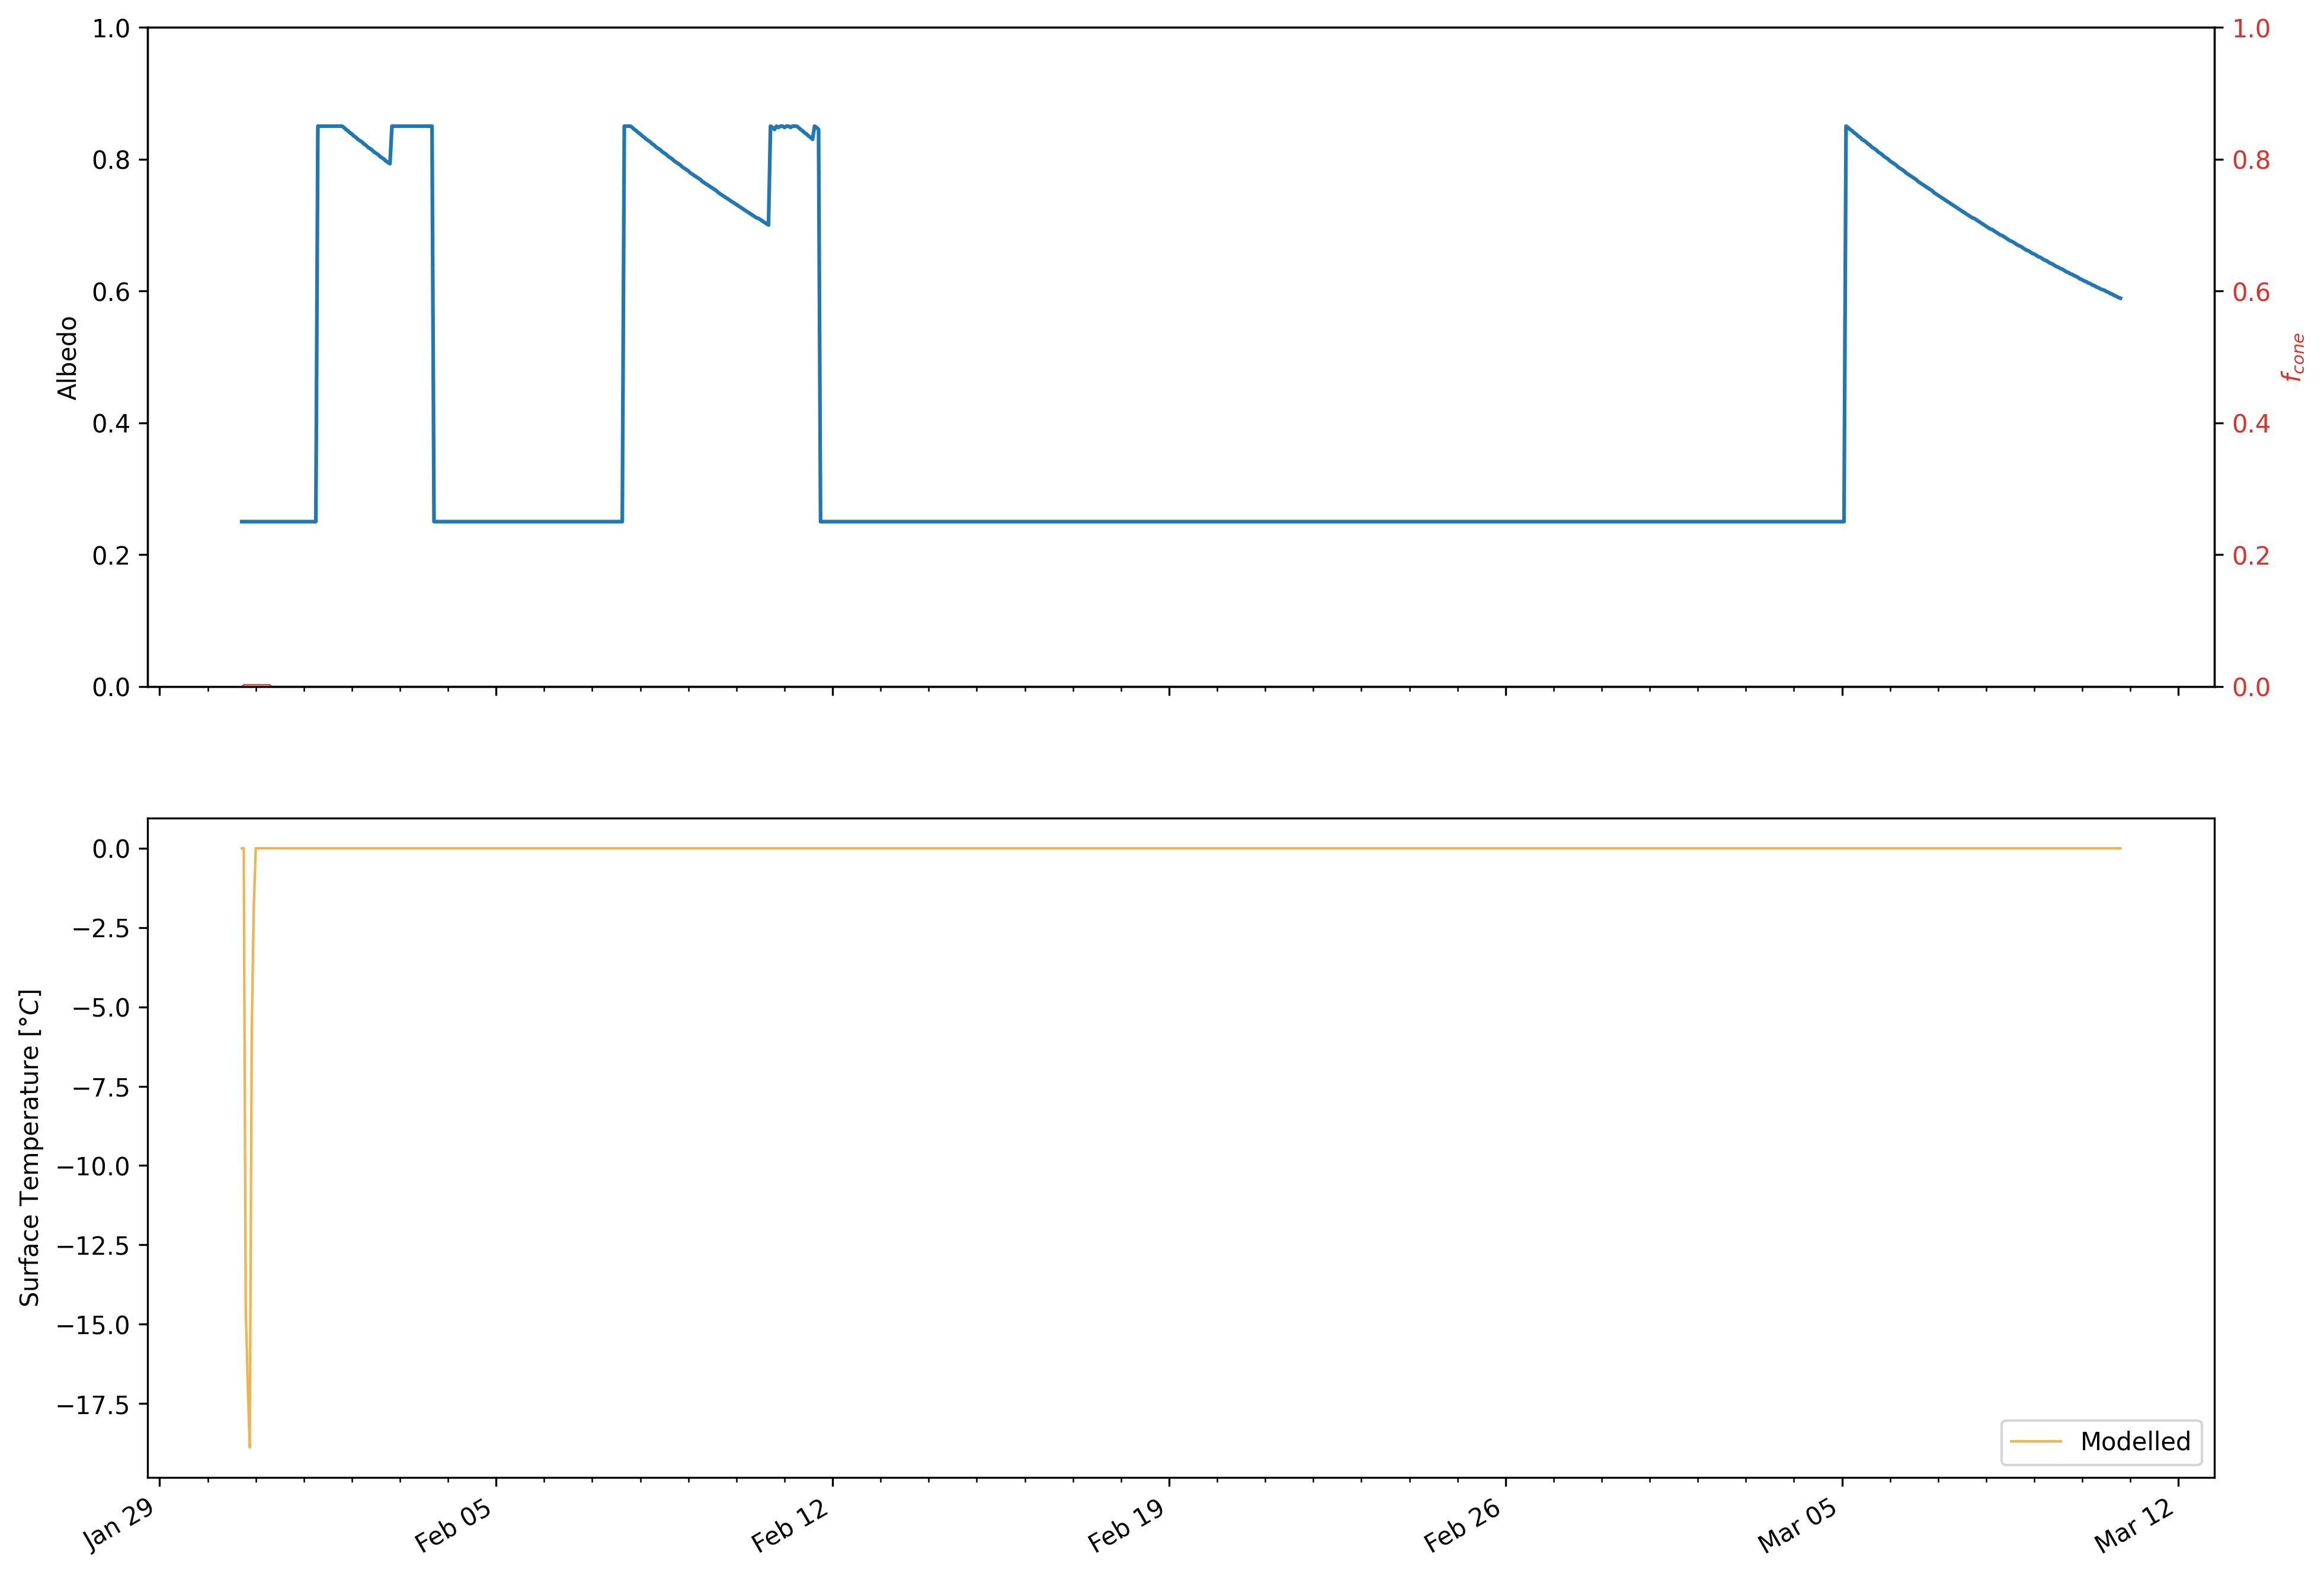 1.0
0.8
0.6
0.4
0.2
0.0
Albedo
1.0
0.8
0.6
0.4
0.2
0.0
f_cone
0.0
−2.5
−5.0
−7.5
−10.0
−12.5
−15.0
−17.5
Surface Temperature [°C]
Modelled
Jan 29
Feb 05
Feb 12
Feb 19
Feb 26
Mar 05
Mar 12